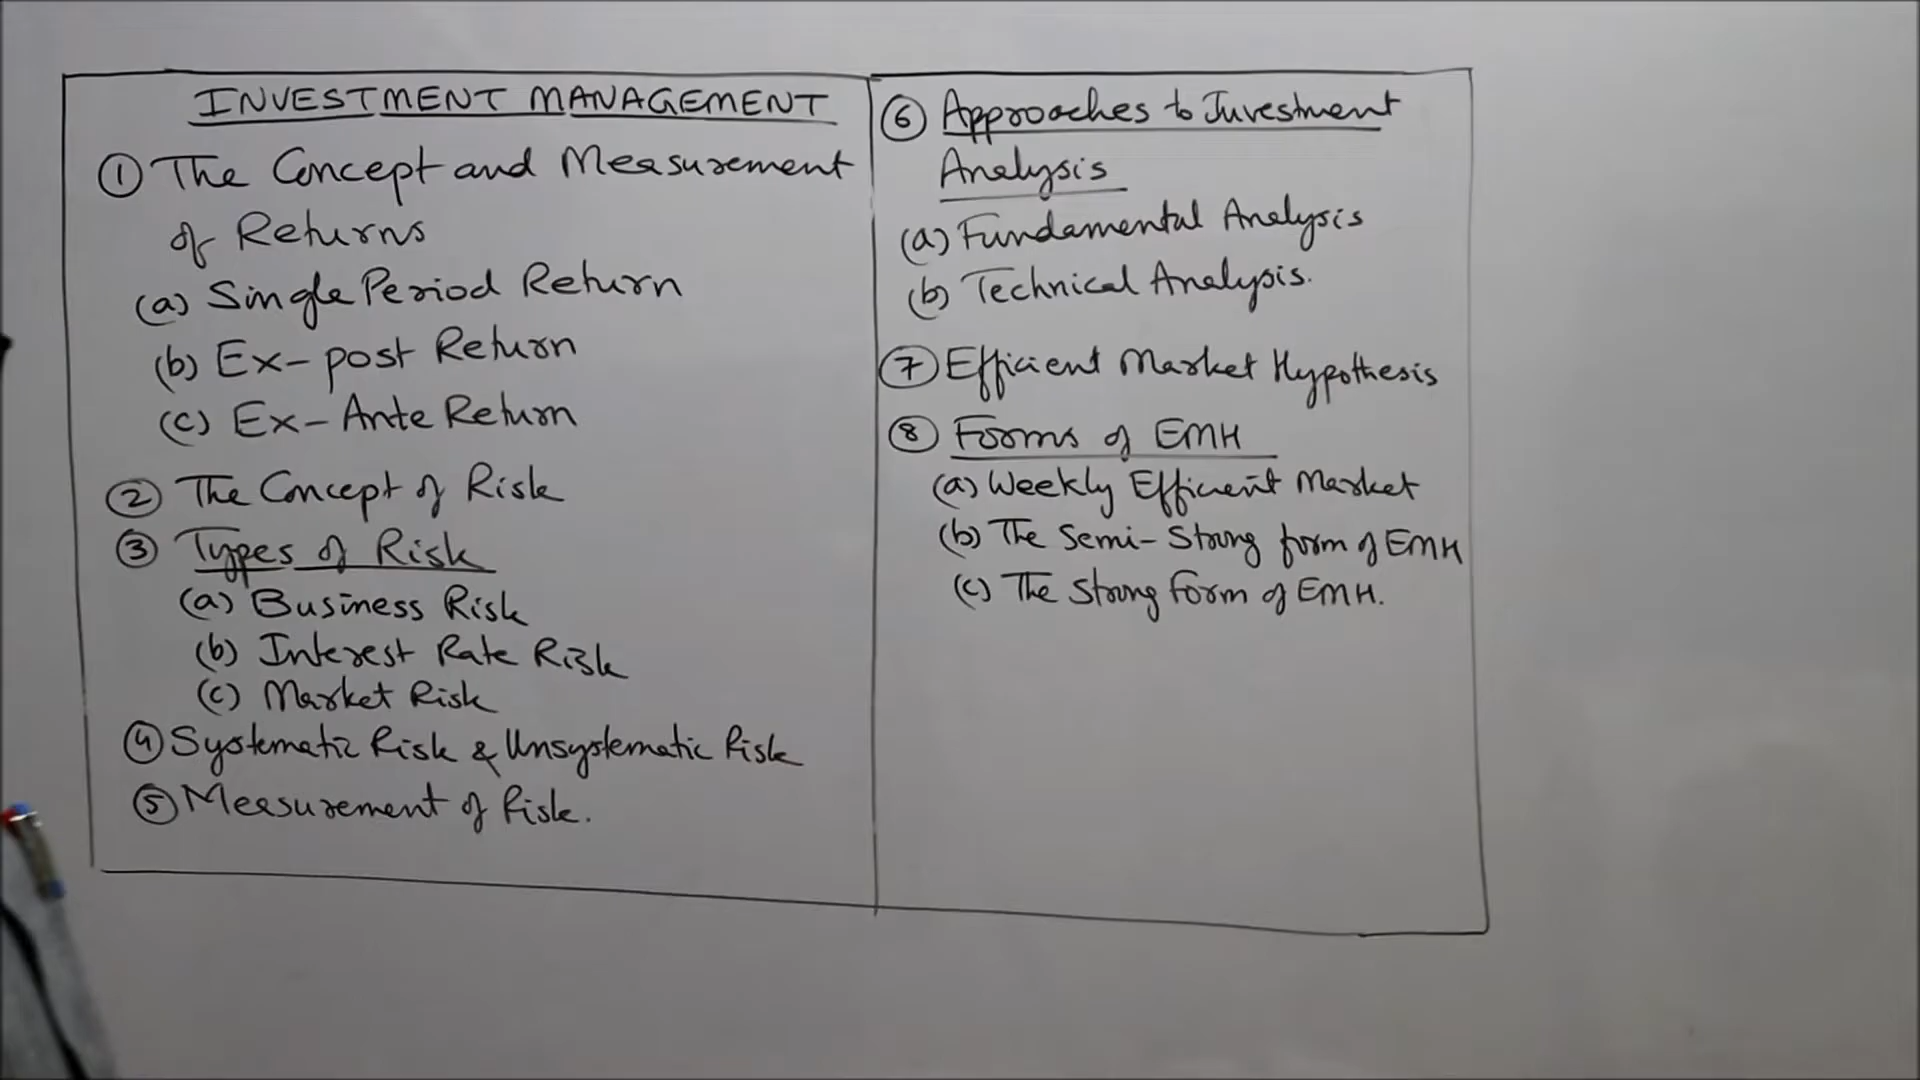 INVESTMENT MANAGEMENT
① The Concept and Measurement
of Returns
(a) Single Period Return
(b) Ex-post Return
(c) Ex-Ante Return
② The Concept of Risk
③ Types of Risk
(a) Business Risk
(b) Interest Rate Risk
(c) Market Risk
④ Systematic Risk & Unsystematic Risk
⑤ Measurement of Risk.
⑥ Approaches to Investment
Analysis
(a) Fundamental Analysis
(b) Technical Analysis.
⑦ Efficient Market Hypothesis
⑧ Forms of EMH
(a) Weekly Efficient Market
(b) The Semi-Strong form of EMH
(c) The Strong Form of EMH.